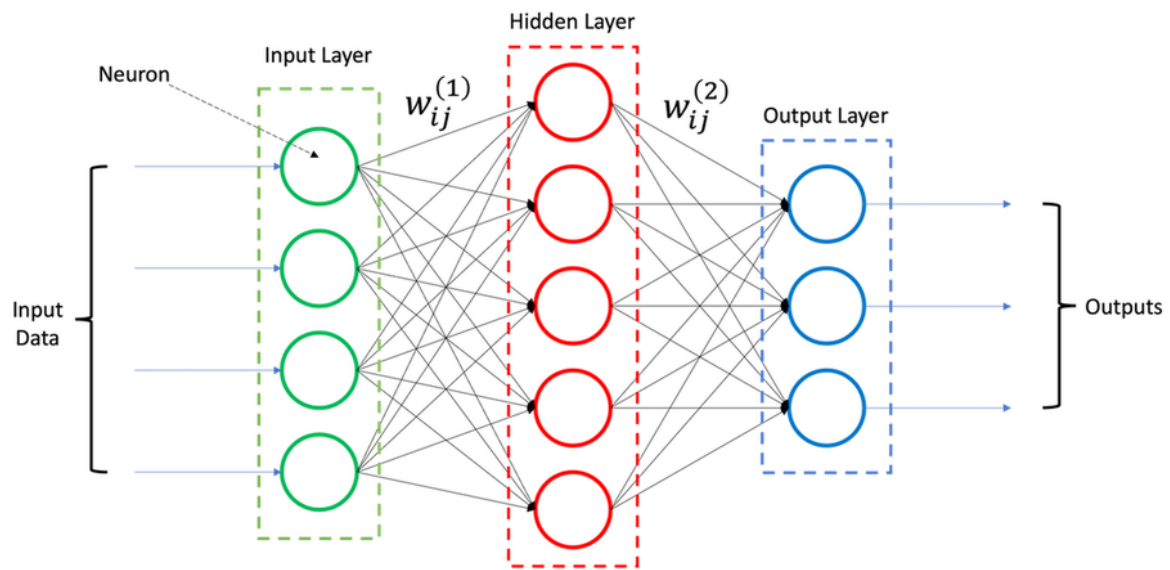 Hidden Layer
Input Layer
Neuron
w_{ij}^{(1)}
w_{ij}^{(2)}
Output Layer
Input
Data
Outputs